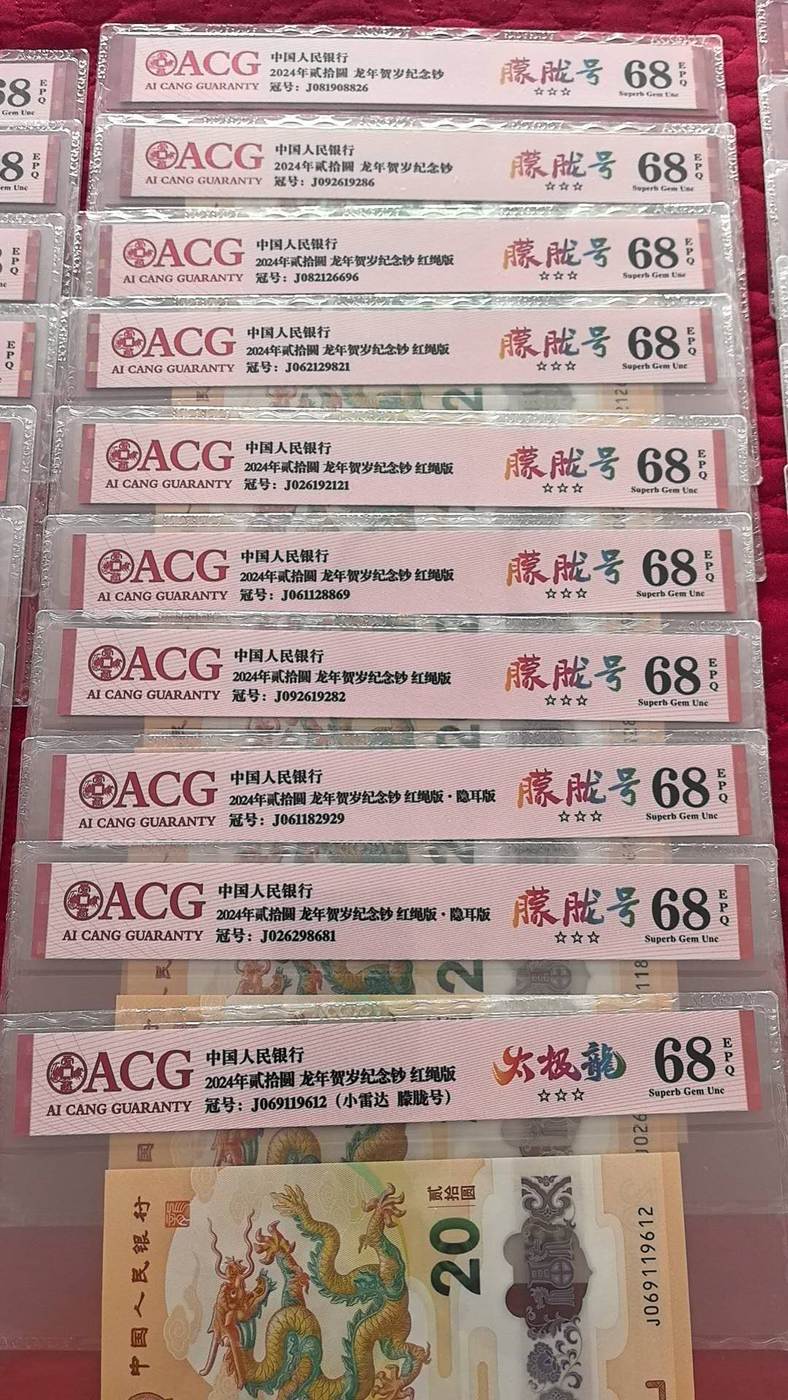 ACG
AI CANG GUARANTY
中国人民银行
2024年贰拾圆 龙年贺岁纪念钞
冠号：J081908826
朦胧号
☆☆☆
68
EPQ
Superb Gem Unc
ACG
AI CANG GUARANTY
中国人民银行
2024年贰拾圆 龙年贺岁纪念钞
冠号：J092619286
朦胧号
☆☆☆
68
EPQ
Superb Gem Unc
ACG
AI CANG GUARANTY
中国人民银行
2024年贰拾圆 龙年贺岁纪念钞 红绳版
冠号：J082126696
朦胧号
☆☆☆
68
EPQ
Superb Gem Unc
ACG
AI CANG GUARANTY
中国人民银行
2024年贰拾圆 龙年贺岁纪念钞 红绳版
冠号：J062129821
朦胧号
☆☆☆
68
EPQ
Superb Gem Unc
ACG
AI CANG GUARANTY
中国人民银行
2024年贰拾圆 龙年贺岁纪念钞 红绳版
冠号：J026192121
朦胧号
☆☆☆
68
EPQ
Superb Gem Unc
ACG
AI CANG GUARANTY
中国人民银行
2024年贰拾圆 龙年贺岁纪念钞 红绳版
冠号：J061128869
朦胧号
☆☆☆
68
EPQ
Superb Gem Unc
ACG
AI CANG GUARANTY
中国人民银行
2024年贰拾圆 龙年贺岁纪念钞 红绳版
冠号：J092619282
朦胧号
☆☆☆
68
EPQ
Superb Gem Unc
ACG
AI CANG GUARANTY
中国人民银行
2024年贰拾圆 龙年贺岁纪念钞 红绳版·隐耳版
冠号：J061182929
朦胧号
☆☆☆
68
EPQ
Superb Gem Unc
ACG
AI CANG GUARANTY
中国人民银行
2024年贰拾圆 龙年贺岁纪念钞 红绳版·隐耳版
冠号：J026298681
朦胧号
☆☆☆
68
EPQ
Superb Gem Unc
ACG
AI CANG GUARANTY
中国人民银行
2024年贰拾圆 龙年贺岁纪念钞 红绳版
冠号：J069119612（小雷达 朦胧号）
太极龍
☆☆☆
68
EPQ
Superb Gem Unc
中国人民银行
贰拾圆
20
J069119612